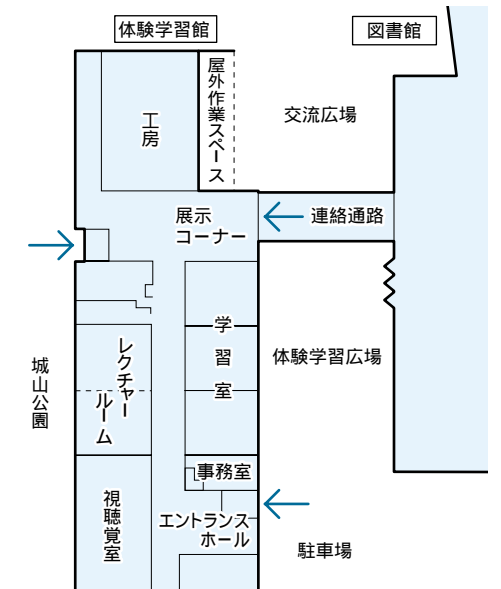 体験学習館
図書館
屋外作業スペース
工房
交流広場
展示
コーナー
連絡通路
学習室
体験学習広場
レクチャー
ルーム
城山公園
事務室
視聴覚室
エントランス
ホール
駐車場